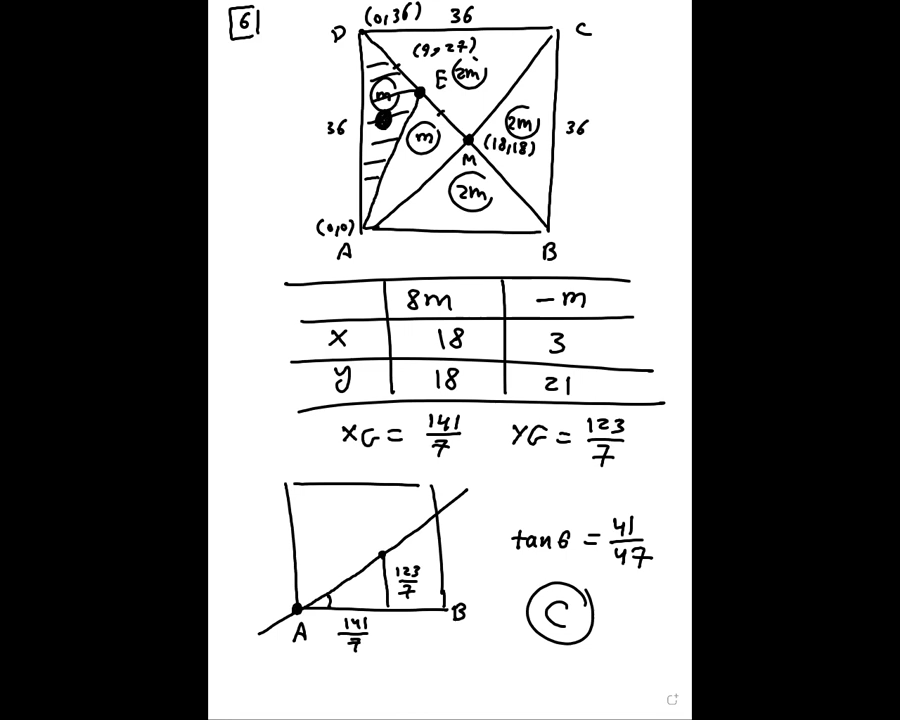 6
D (0,36) 36 C
(9,27)
E 2m
m
36 m 2m 36
(18,18)
M
2m
(0,0)
A B
8m -m
X 18 3
y 18 21
XG = 141/7 YG = 123/7
tanθ = 41/47
123/7
A 141/7 B
C